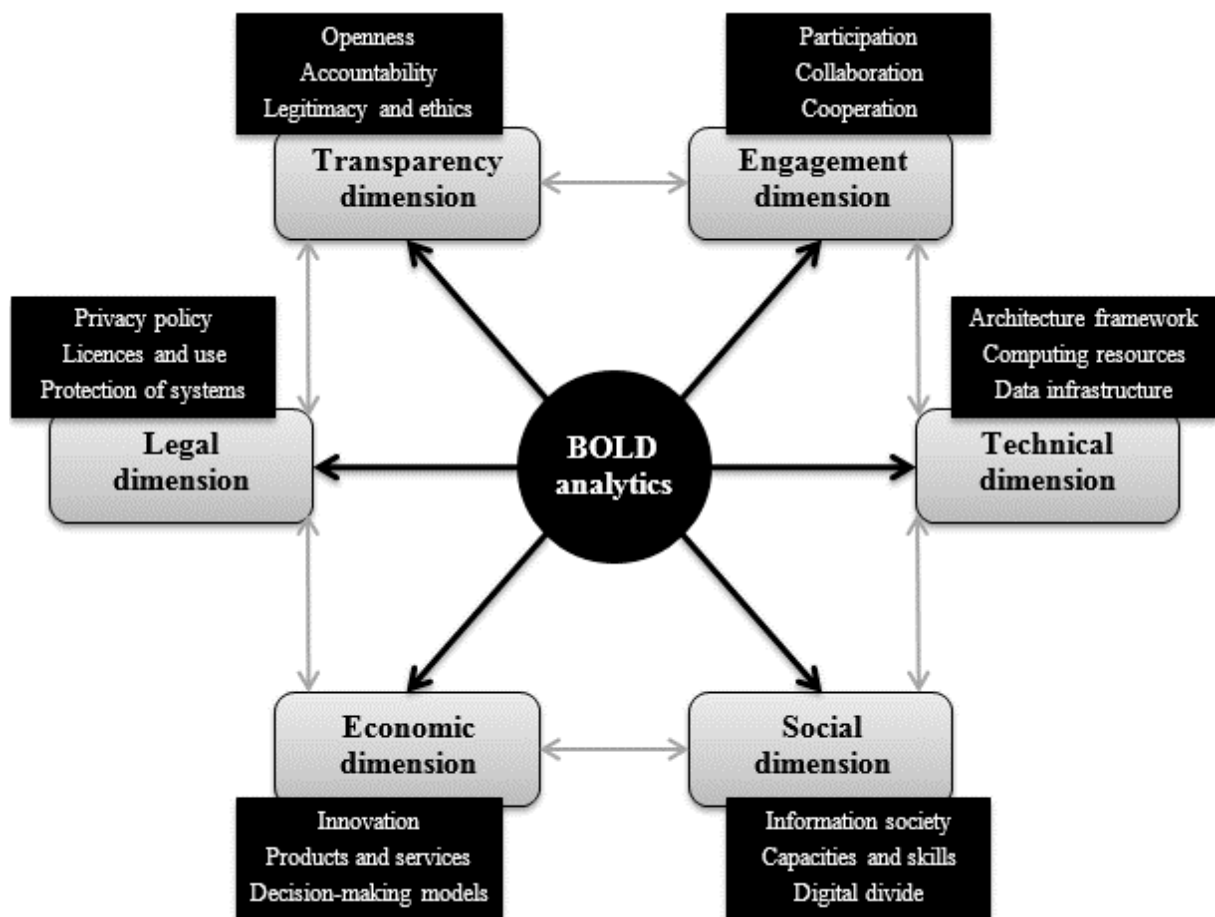 Openness
Accountability
Legitimacy and ethics
Transparency
dimension
Participation
Collaboration
Cooperation
Engagement
dimension
Privacy policy
Licences and use
Protection of systems
Legal
dimension
BOLD
analytics
Architecture framework
Computing resources
Data infrastructure
Technical
dimension
Economic
dimension
Innovation
Products and services
Decision-making models
Social
dimension
Information society
Capacities and skills
Digital divide